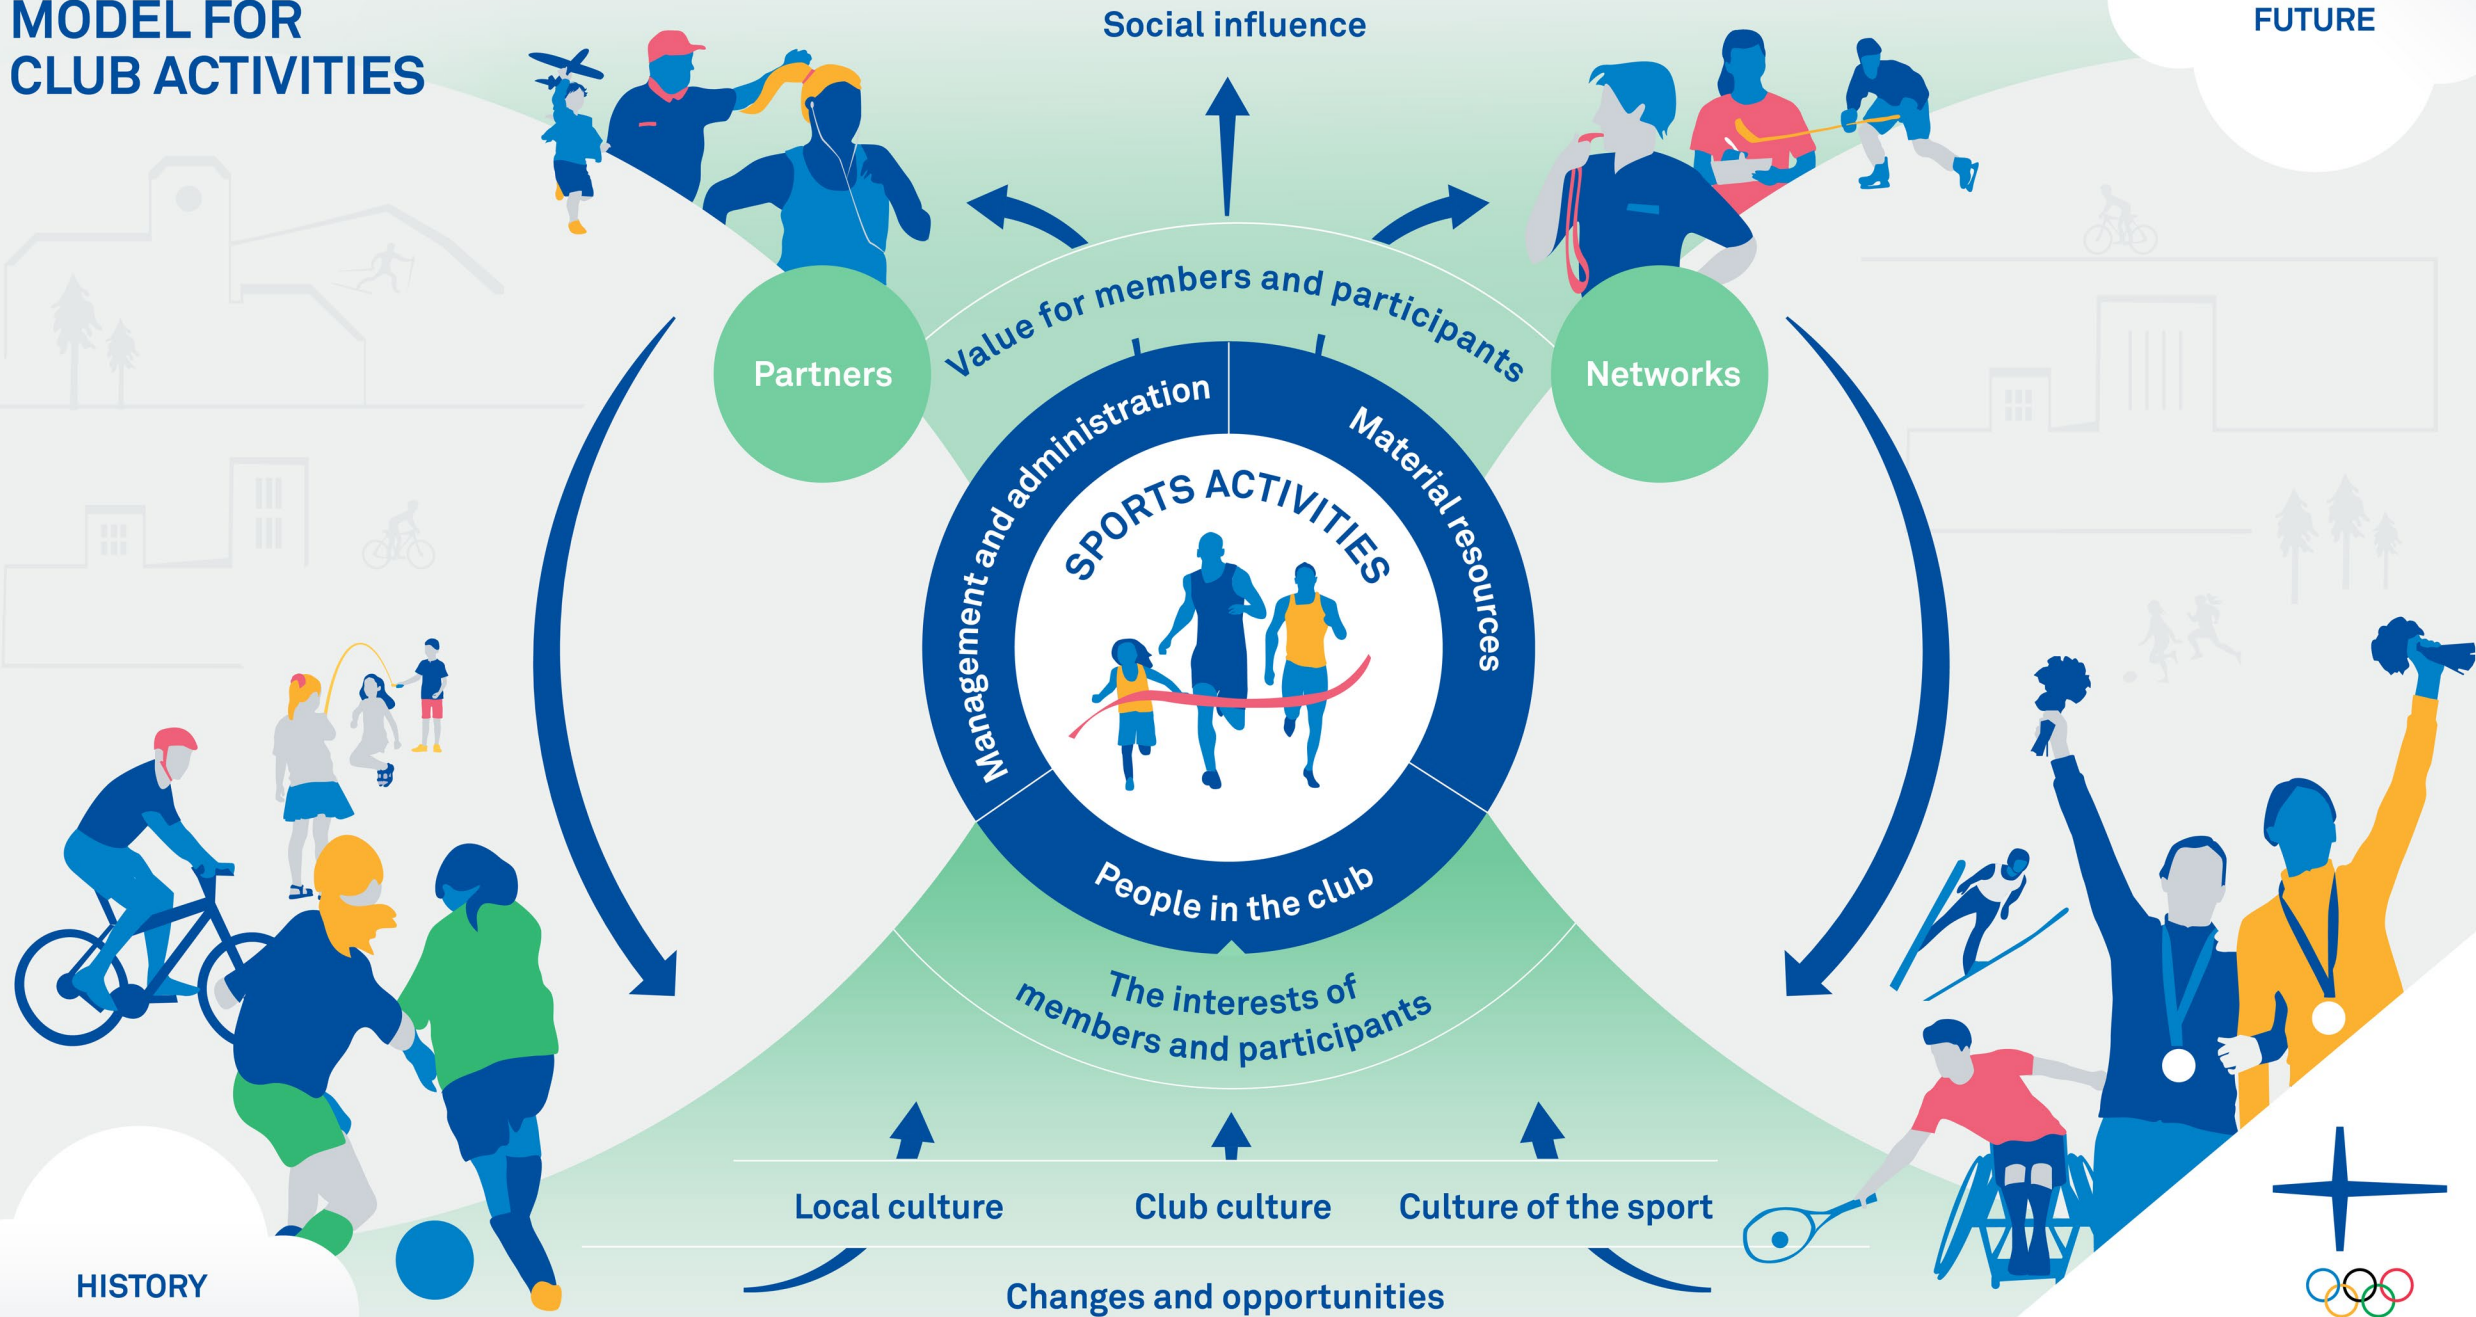 MODEL FOR
CLUB ACTIVITIES
Social influence
FUTURE
Value for members and participants
Partners
Networks
Management and administration
Material resources
SPORTS ACTIVITIES
People in the club
The interests of
members and participants
Local culture
Club culture
Culture of the sport
HISTORY
Changes and opportunities